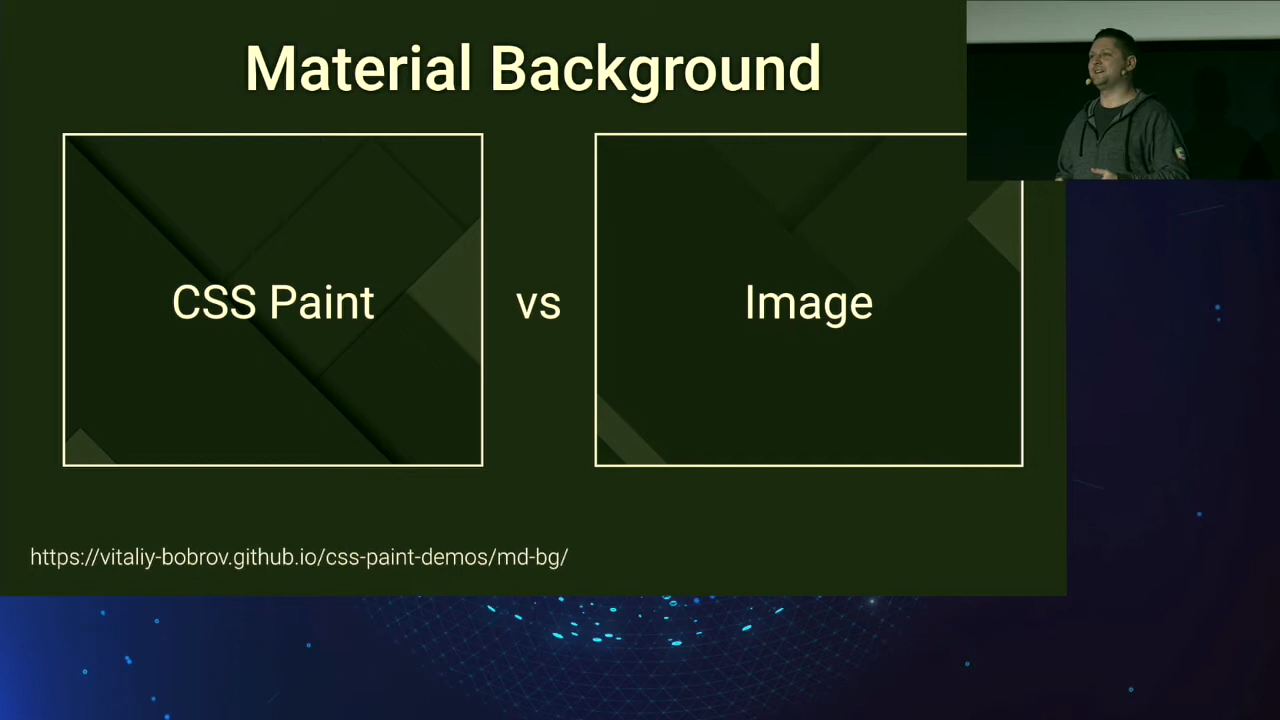 Material Background
CSS Paint vs Image
https://vitaliy-bobrov.github.io/css-paint-demos/md-bg/